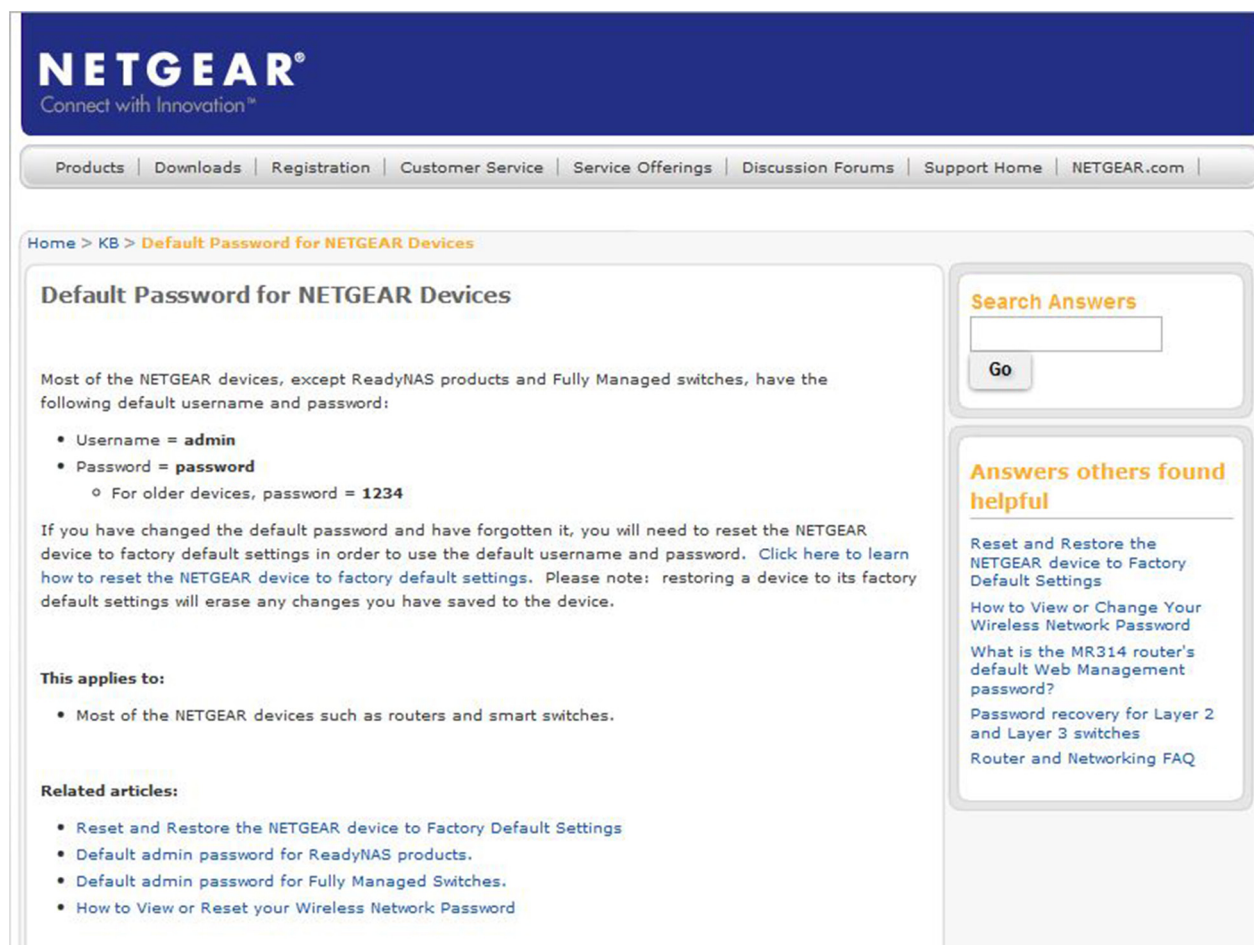 NETGEAR®
Connect with Innovation™
Products | Downloads | Registration | Customer Service | Service Offerings | Discussion Forums | Support Home | NETGEAR.com |
Home > KB > Default Password for NETGEAR Devices
Default Password for NETGEAR Devices
Most of the NETGEAR devices, except ReadyNAS products and Fully Managed switches, have the
following default username and password:
• Username = admin
• Password = password
○ For older devices, password = 1234
If you have changed the default password and have forgotten it, you will need to reset the NETGEAR
device to factory default settings in order to use the default username and password. Click here to learn
how to reset the NETGEAR device to factory default settings. Please note: restoring a device to its factory
default settings will erase any changes you have saved to the device.
This applies to:
• Most of the NETGEAR devices such as routers and smart switches.
Related articles:
• Reset and Restore the NETGEAR device to Factory Default Settings
• Default admin password for ReadyNAS products.
• Default admin password for Fully Managed Switches.
• How to View or Reset your Wireless Network Password
Search Answers
Go
Answers others found
helpful
Reset and Restore the
NETGEAR device to Factory
Default Settings
How to View or Change Your
Wireless Network Password
What is the MR314 router's
default Web Management
password?
Password recovery for Layer 2
and Layer 3 switches
Router and Networking FAQ